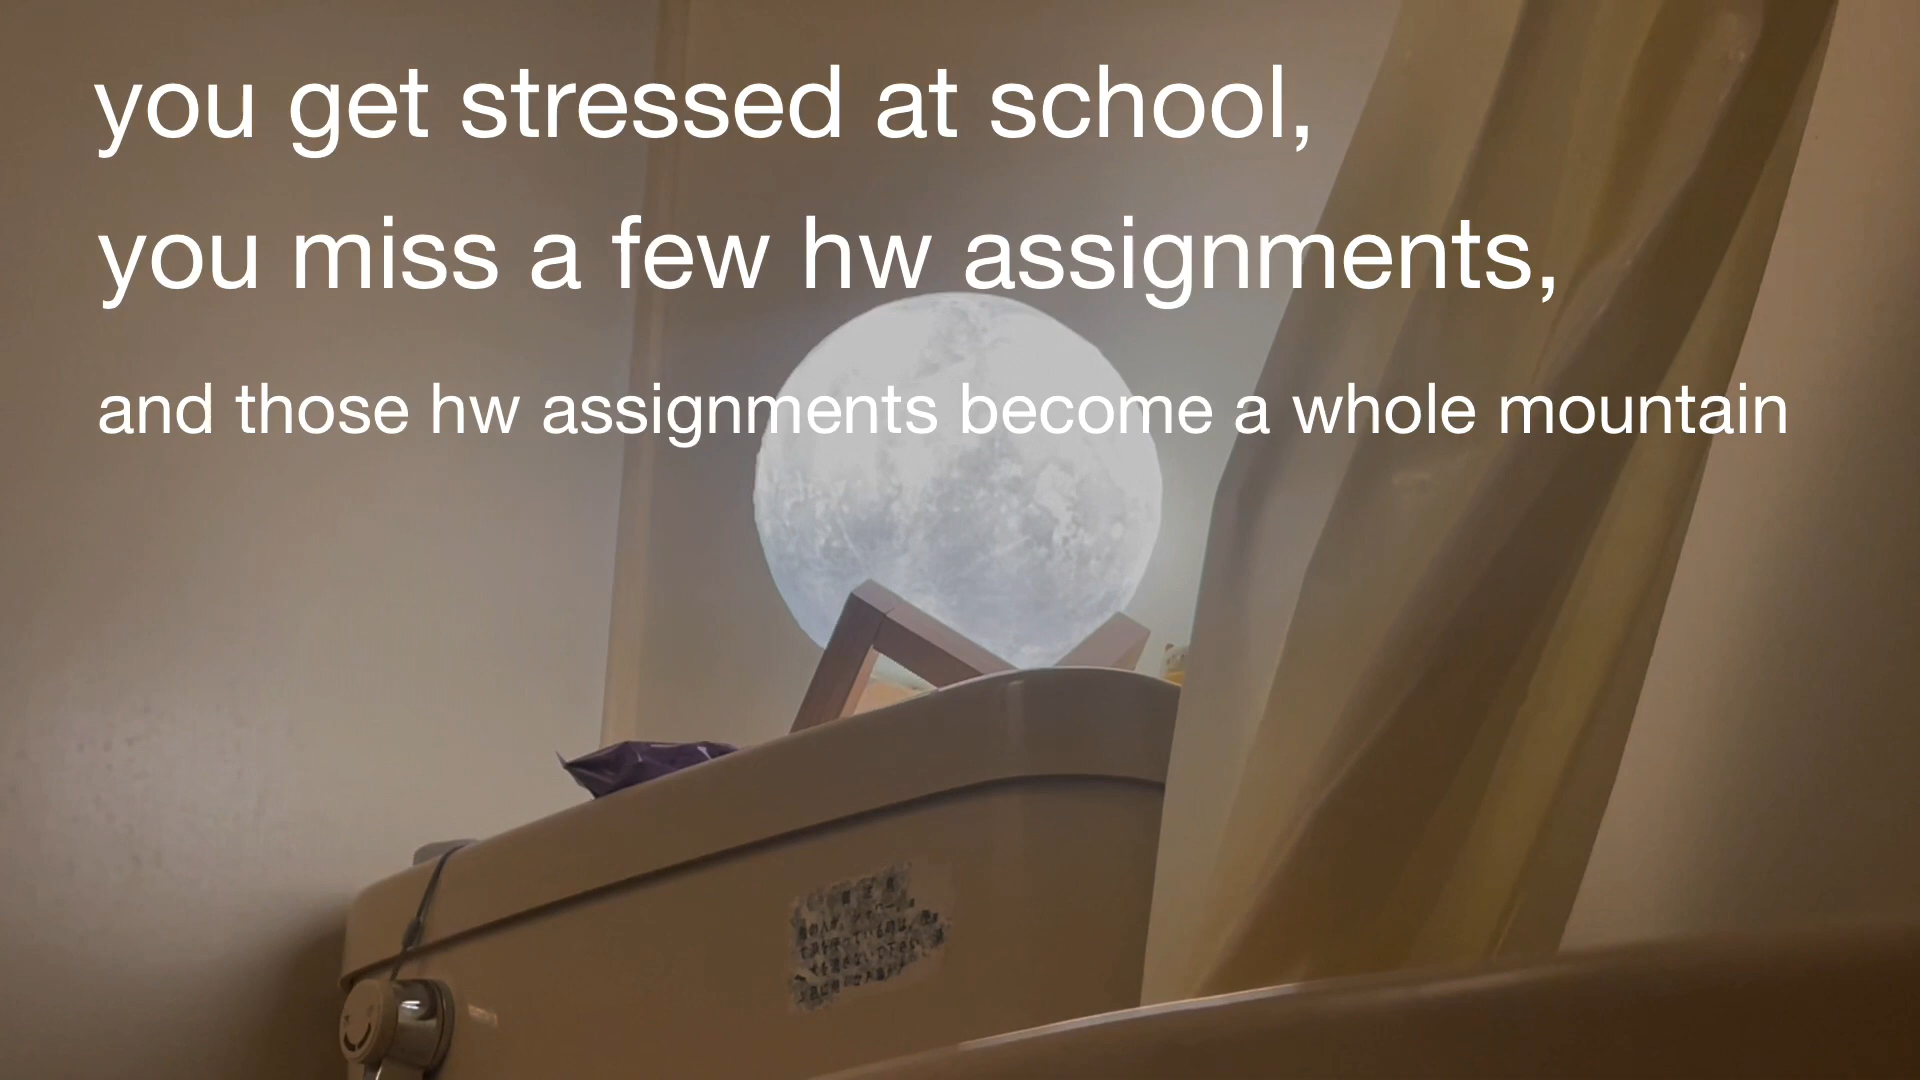 you get stressed at school,
you miss a few hw assignments,
and those hw assignments become a whole mountain